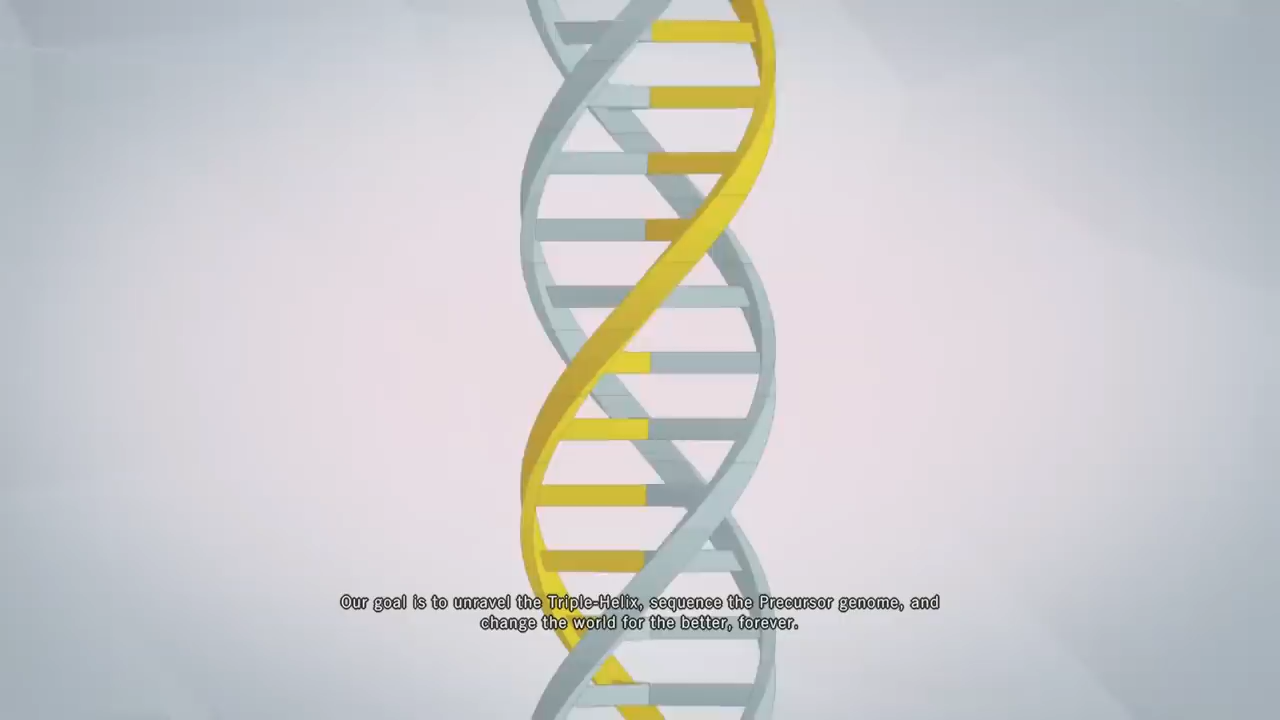 Our goal is to unravel the Triple-Helix, sequence the Precursor genome, and
change the world for the better, forever.